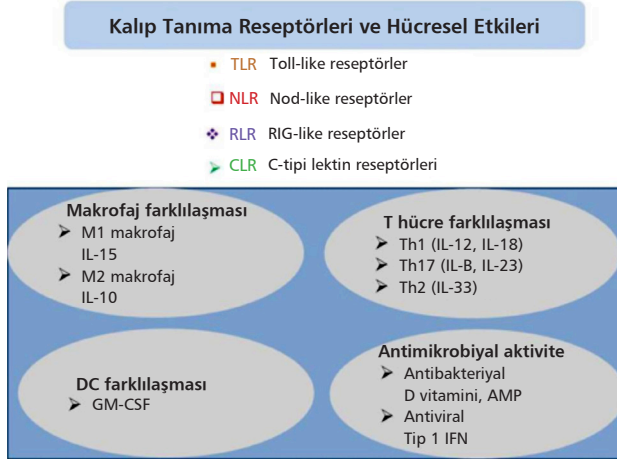 Kalıp Tanıma Reseptörleri ve Hücresel Etkileri
TLR Toll-like reseptörler
NLR Nod-like reseptörler
RLR RIG-like reseptörler
CLR C-tipi lektin reseptörleri
Makrofaj farklılaşması
M1 makrofaj
IL-15
M2 makrofaj
IL-10
T hücre farklılaşması
Th1 (IL-12, IL-18)
Th17 (IL-B, IL-23)
Th2 (IL-33)
DC farklılaşması
GM-CSF
Antimikrobiyal aktivite
Antibakteriyal
D vitamini, AMP
Antiviral
Tip 1 IFN